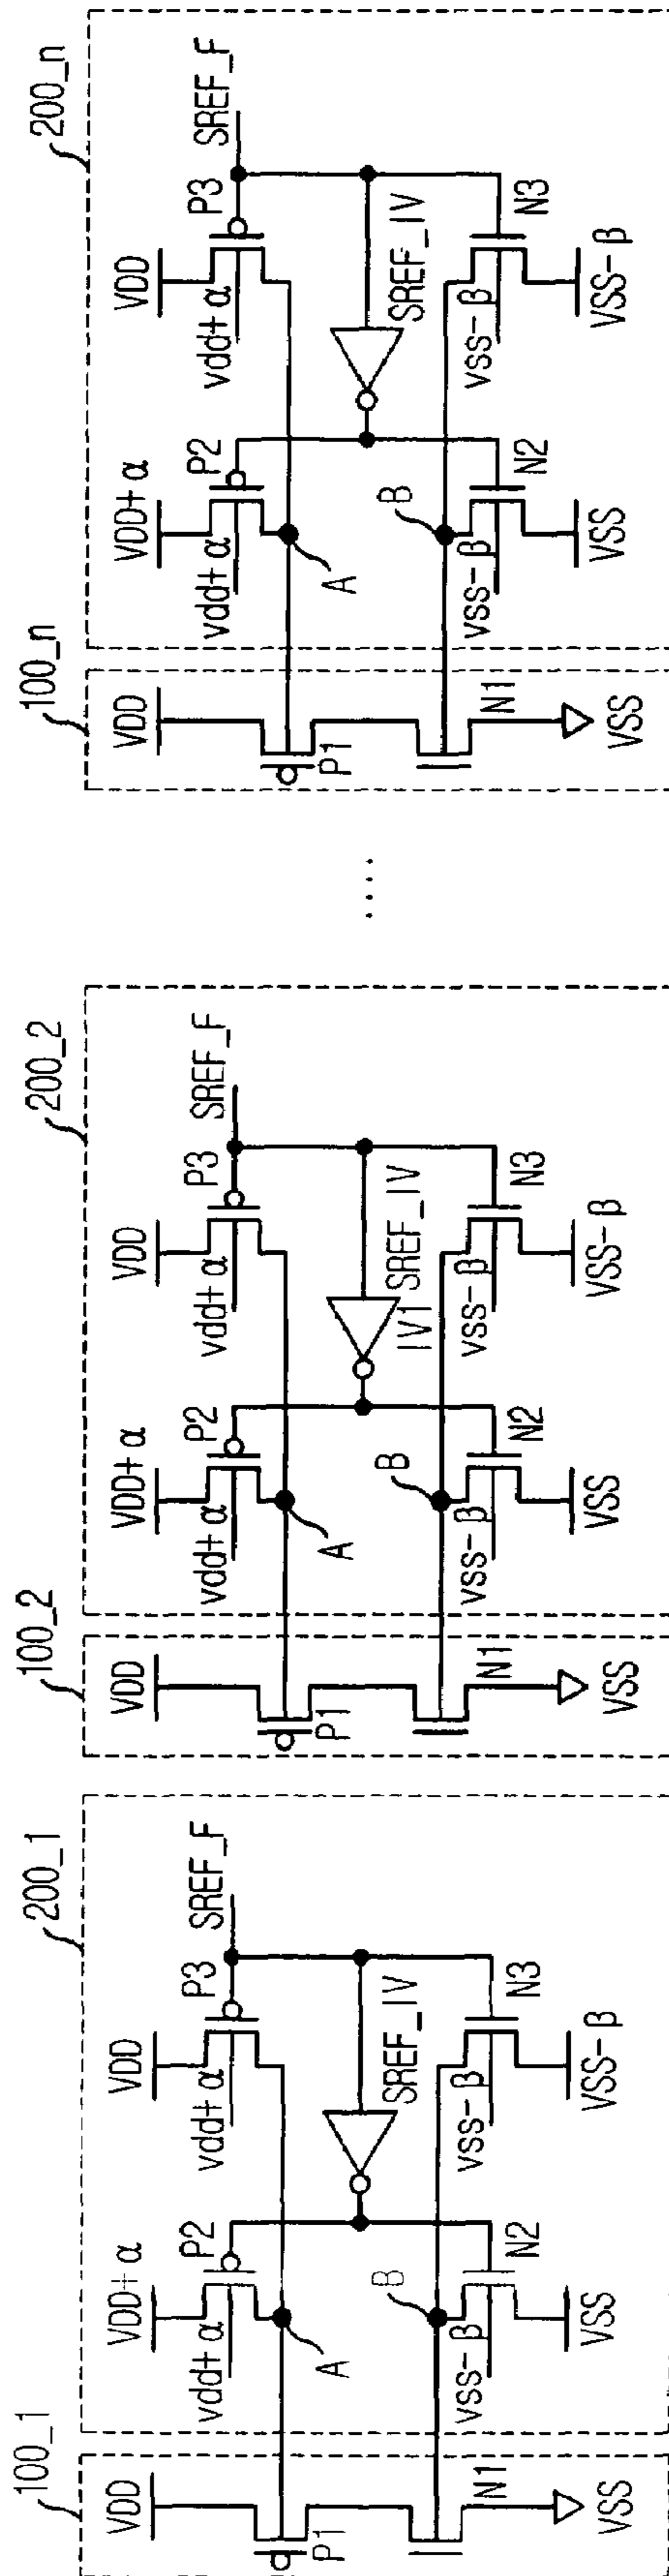 100_1
VDD
P1
N1
VSS
200_1
VDD+ α
vdd+ α
P2
A
B
vss- β
N2
VSS
VDD
vdd+ α
P3
SREF_F
SREF_IV
vss- β
N3
VSS- β
100_2
VDD
P1
N1
VSS
200_2
VDD+ α
vdd+ α
P2
A
B
vss- β
N2
VSS
VDD
vdd+ α
P3
SREF_F
IV1
SREF_IV
vss- β
N3
VSS- β
....
100_n
VDD
P1
N1
VSS
200_n
VDD+ α
vdd+ α
P2
A
B
vss- β
N2
VSS
VDD
vdd+ α
P3
SREF_F
SREF_IV
vss- β
N3
VSS- β